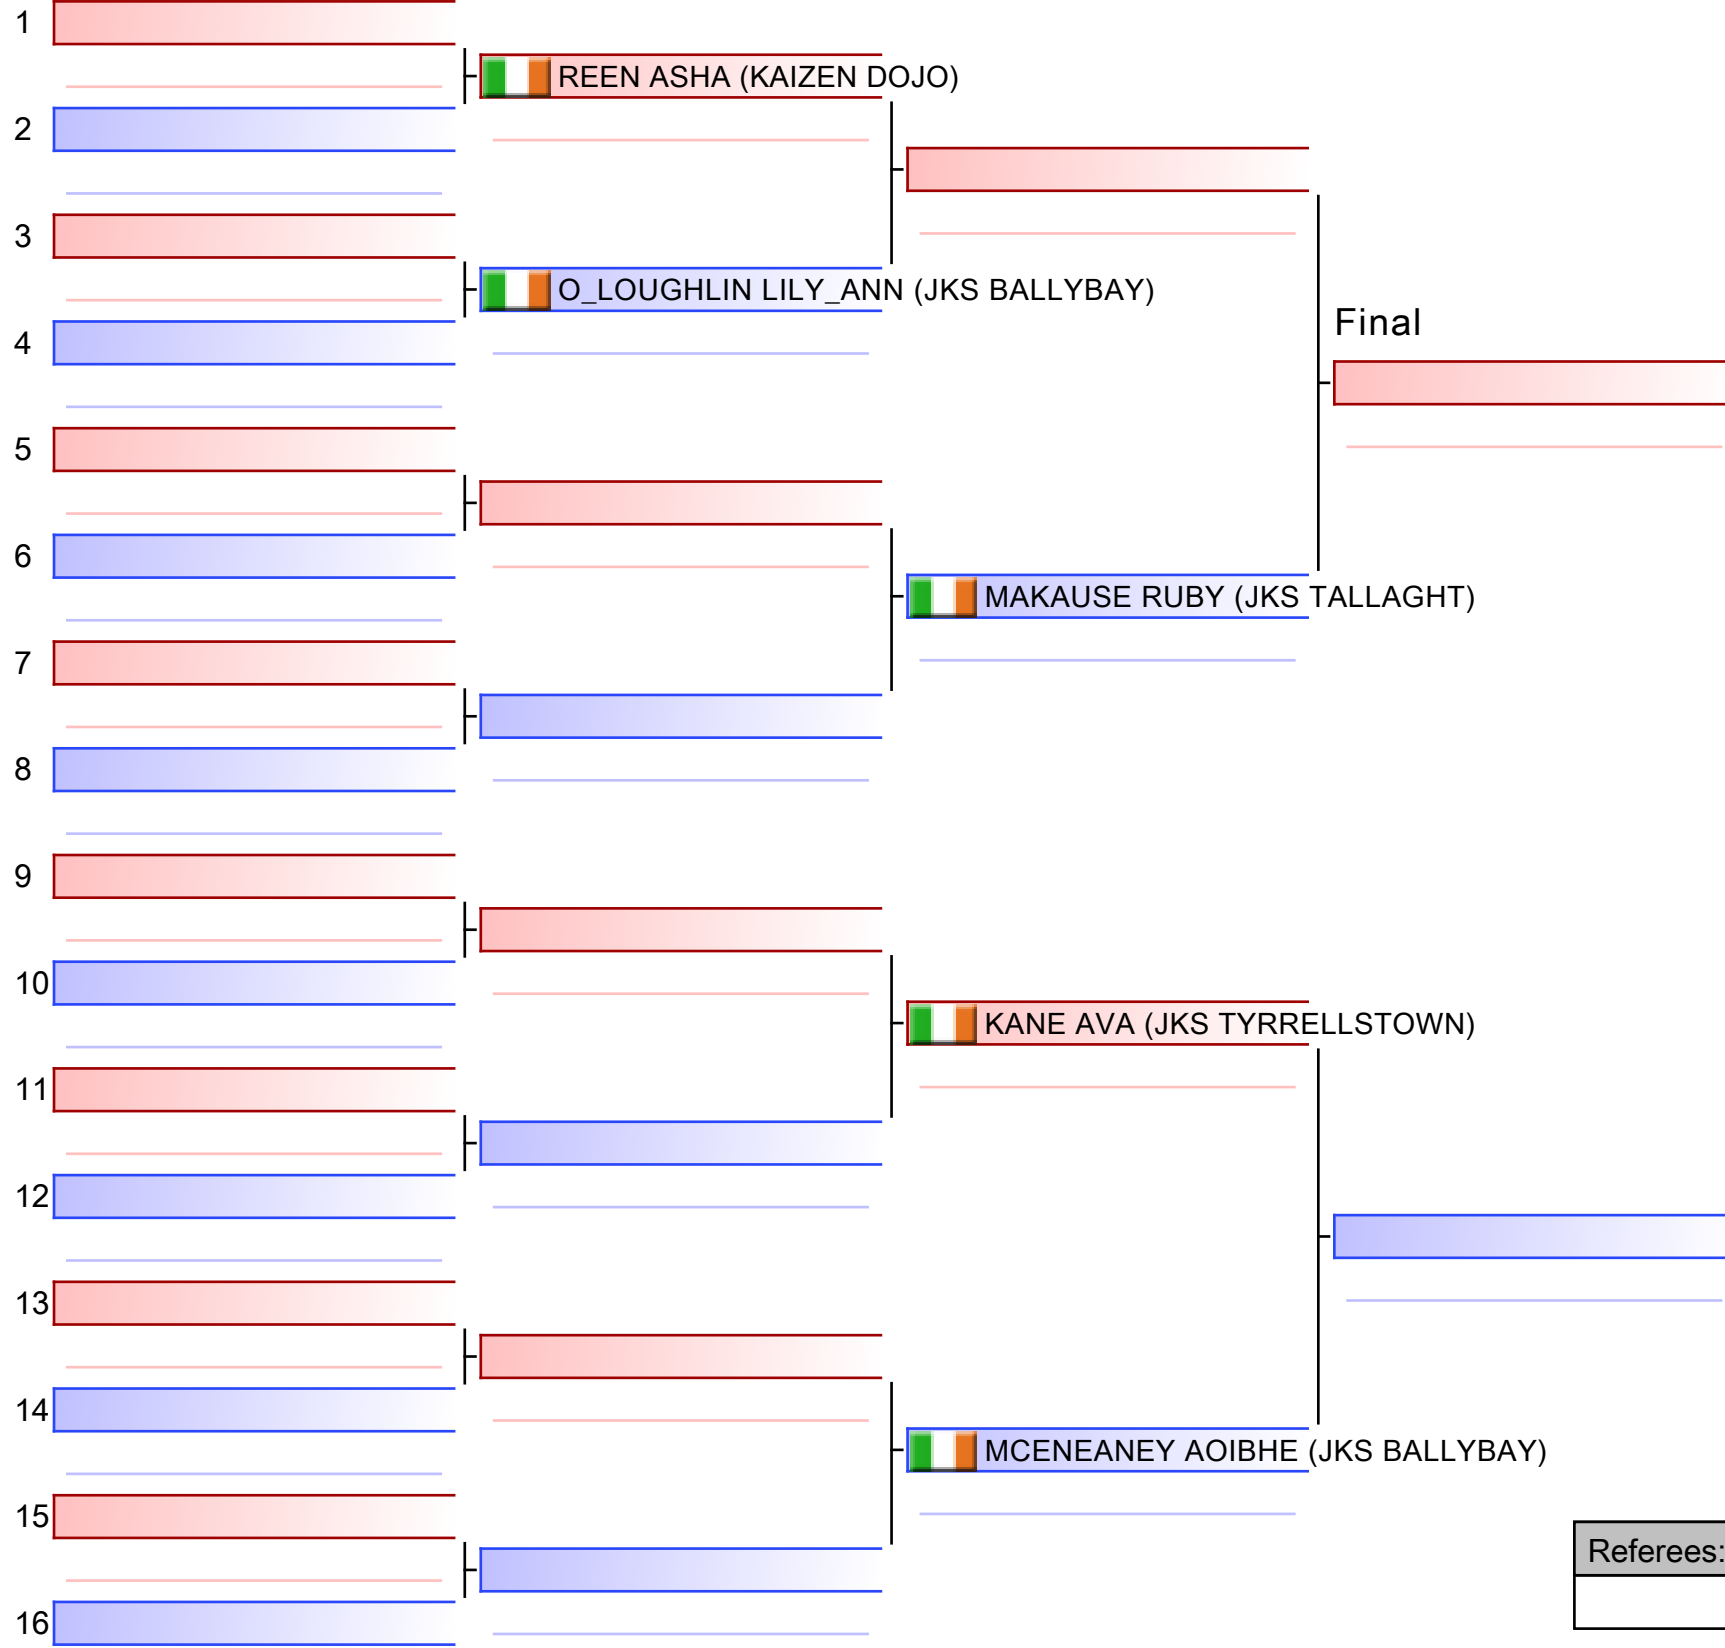 1
REEN ASHA (KAIZEN DOJO)
2
3
O_LOUGHLIN LILY_ANN (JKS BALLYBAY)
Final
4
5
6
MAKAUSE RUBY (JKS TALLAGHT)
7
8
9
10
KANE AVA (JKS TYRRELLSTOWN)
11
12
13
14
MCENEANEY AOIBHE (JKS BALLYBAY)
15
Referees:
16